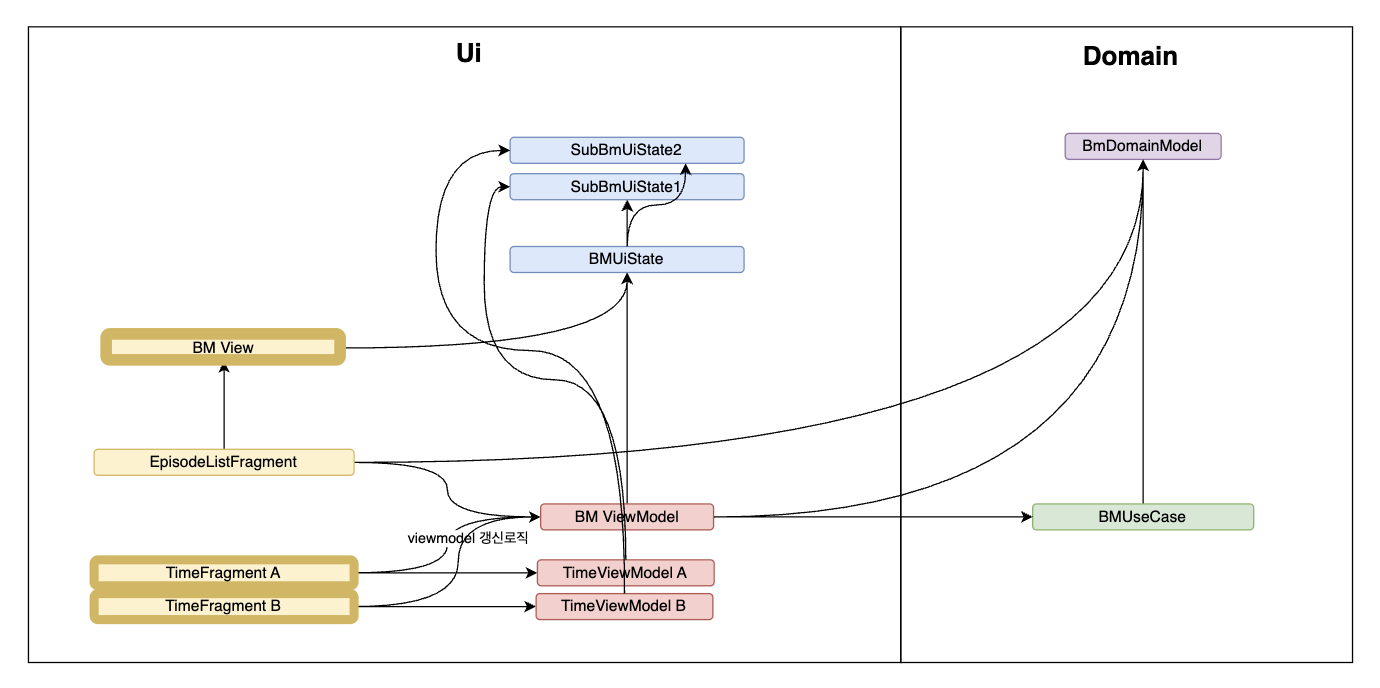 Ui
Domain
SubBmUiState2
SubBmUiState1
BMUiState
BmDomainModel
BM View
EpisodeListFragment
BM ViewModel
BMUseCase
viewmodel 갱신로직
TimeFragment A
TimeViewModel A
TimeFragment B
TimeViewModel B